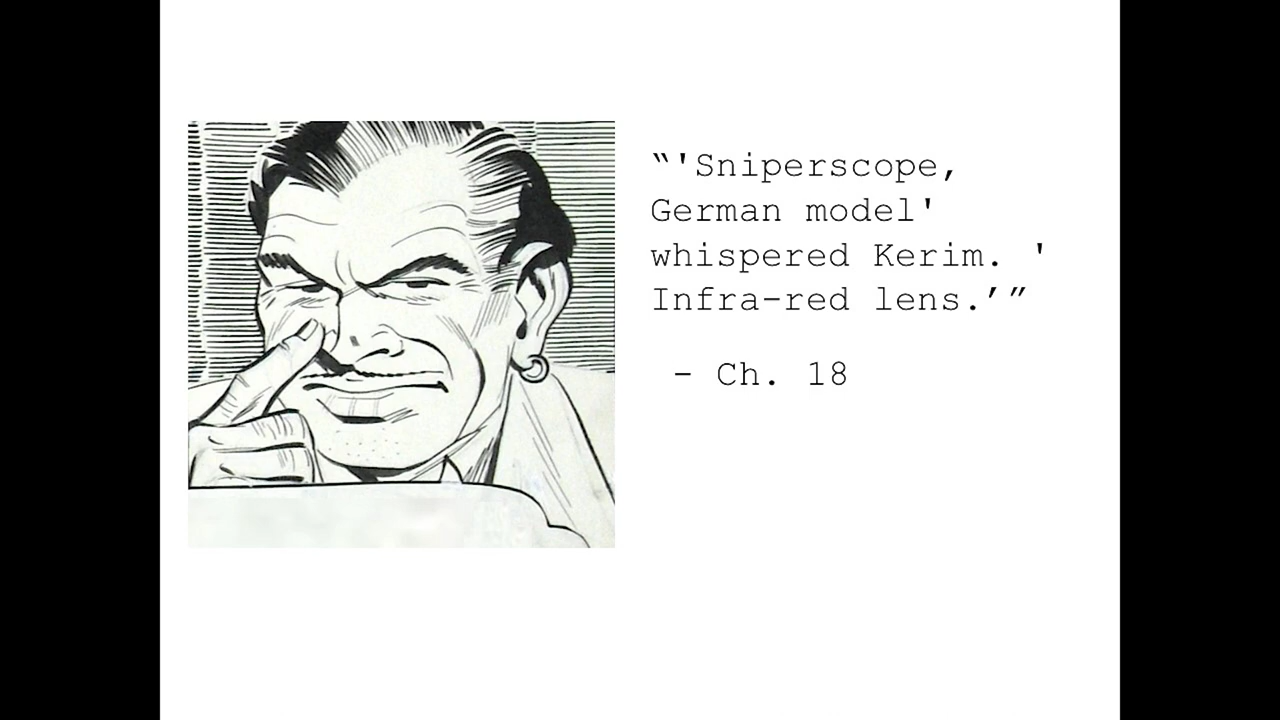 “'Sniperscope,
German model'
whispered Kerim. '
Infra-red lens.’”
- Ch. 18